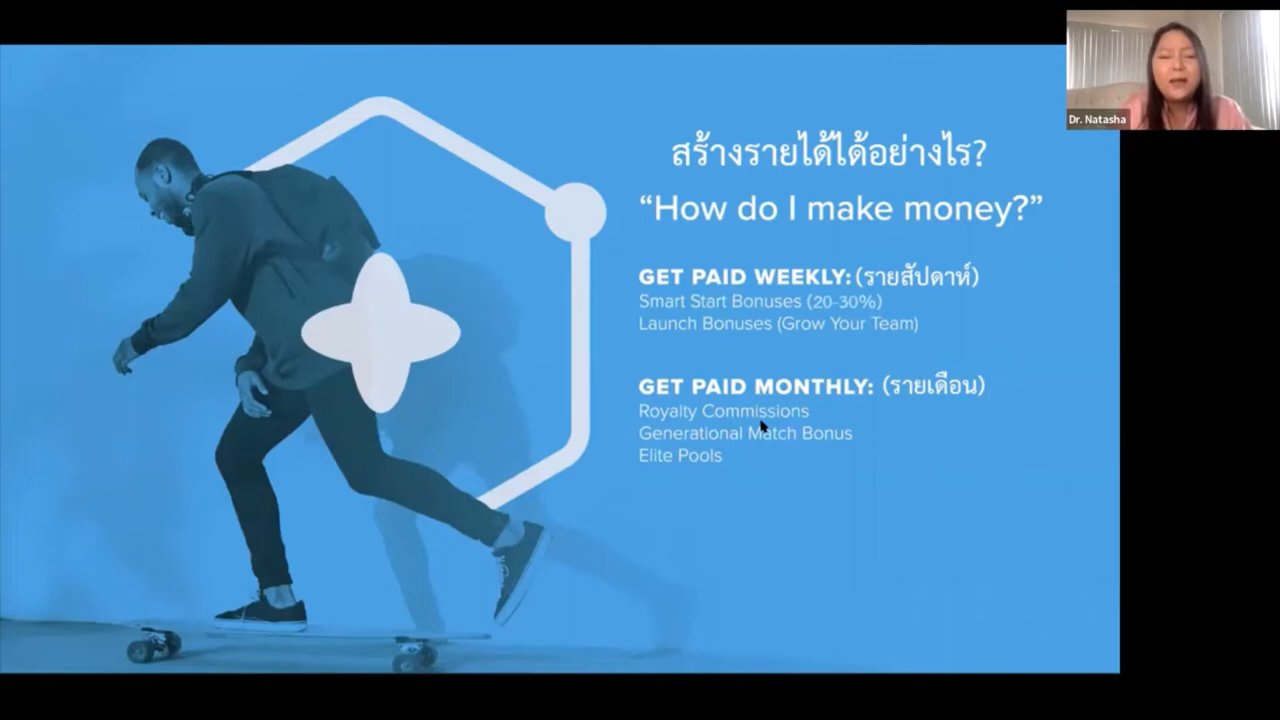 Dr. Natasha
สร้างรายได้ได้อย่างไร?
“How do I make money?”
GET PAID WEEKLY: (รายสัปดาห์)
Smart Start Bonuses (20-30%)
Launch Bonuses (Grow Your Team)
GET PAID MONTHLY: (รายเดือน)
Royalty Commissions
Generational Match Bonus
Elite Pools